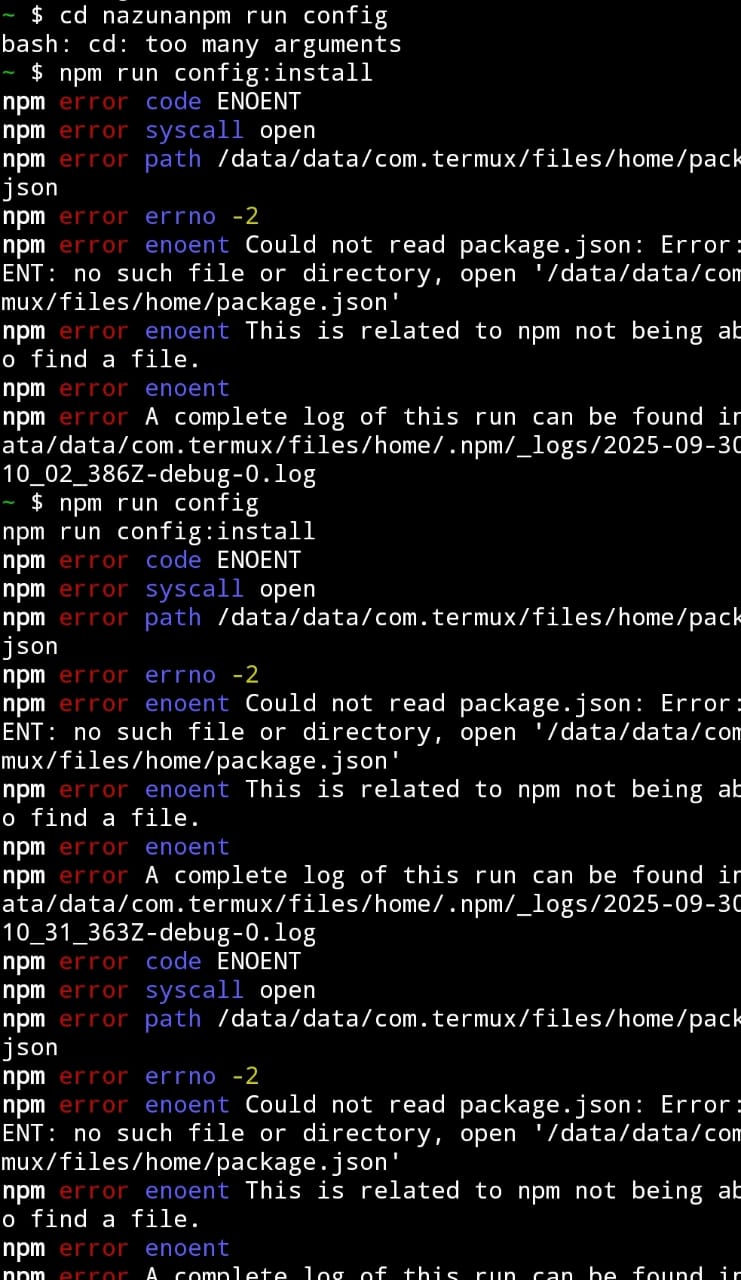 ~ $ cd nazunanpm run config
bash: cd: too many arguments
~ $ npm run config:install
npm error code ENOENT
npm error syscall open
npm error path /data/data/com.termux/files/home/pack
json
npm error errno -2
npm error enoent Could not read package.json: Error:
ENT: no such file or directory, open '/data/data/com
mux/files/home/package.json'
npm error enoent This is related to npm not being ab
o find a file.
npm error enoent
npm error A complete log of this run can be found in
ata/data/com.termux/files/home/.npm/_logs/2025-09-30
10_02_386Z-debug-0.log
~ $ npm run config
npm run config:install
npm error code ENOENT
npm error syscall open
npm error path /data/data/com.termux/files/home/pack
json
npm error errno -2
npm error enoent Could not read package.json: Error:
ENT: no such file or directory, open '/data/data/com
mux/files/home/package.json'
npm error enoent This is related to npm not being ab
o find a file.
npm error enoent
npm error A complete log of this run can be found in
ata/data/com.termux/files/home/.npm/_logs/2025-09-30
10_31_363Z-debug-0.log
npm error code ENOENT
npm error syscall open
npm error path /data/data/com.termux/files/home/pack
json
npm error errno -2
npm error enoent Could not read package.json: Error:
ENT: no such file or directory, open '/data/data/com
mux/files/home/package.json'
npm error enoent This is related to npm not being ab
o find a file.
npm error enoent
npm error A complete log of this run can be found in